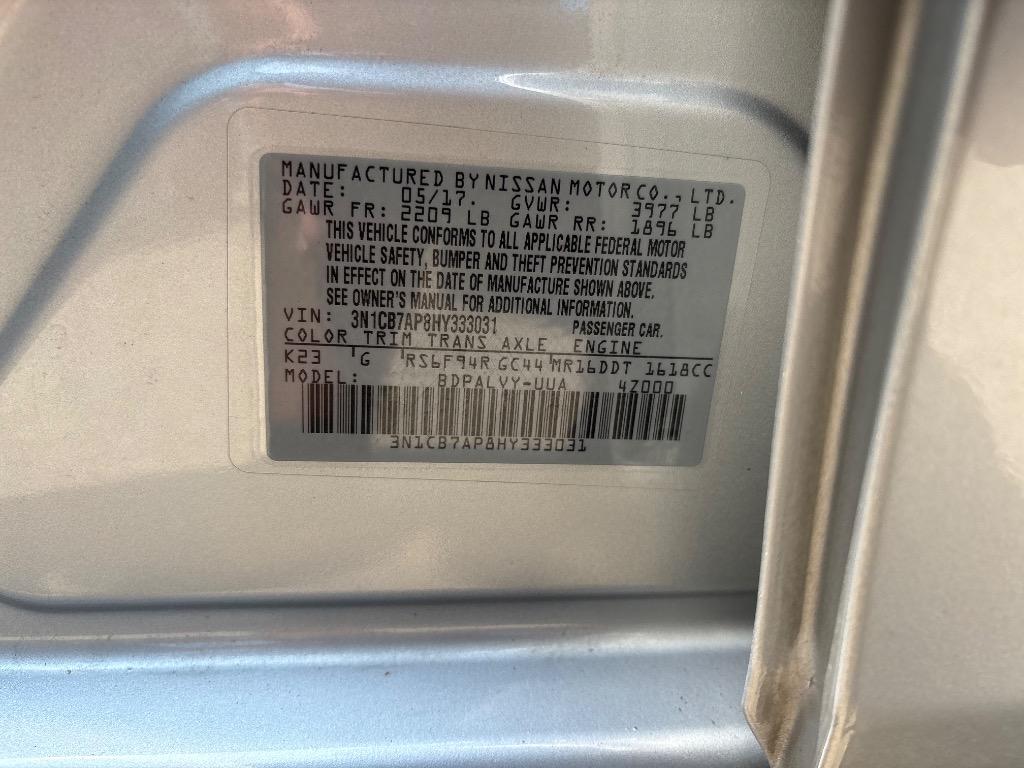 MANUFACTURED BY NISSAN MOTOR CO., LTD.
DATE: 05/17. GVWR: 3977 LB
GAWR FR: 2209 LB GAWR RR: 1896 LB
THIS VEHICLE CONFORMS TO ALL APPLICABLE FEDERAL MOTOR
VEHICLE SAFETY, BUMPER AND THEFT PREVENTION STANDARDS
IN EFFECT ON THE DATE OF MANUFACTURE SHOWN ABOVE.
SEE OWNER'S MANUAL FOR ADDITIONAL INFORMATION.
VIN: 3N1CB7AP8HY333031 PASSENGER CAR.
COLOR TRIM TRANS AXLE ENGINE
K23 G RS6F94R GC44 MR16DDT 1618CC
MODEL: BDPALVY-UUA 4Z000
3N1CB7AP8HY333031